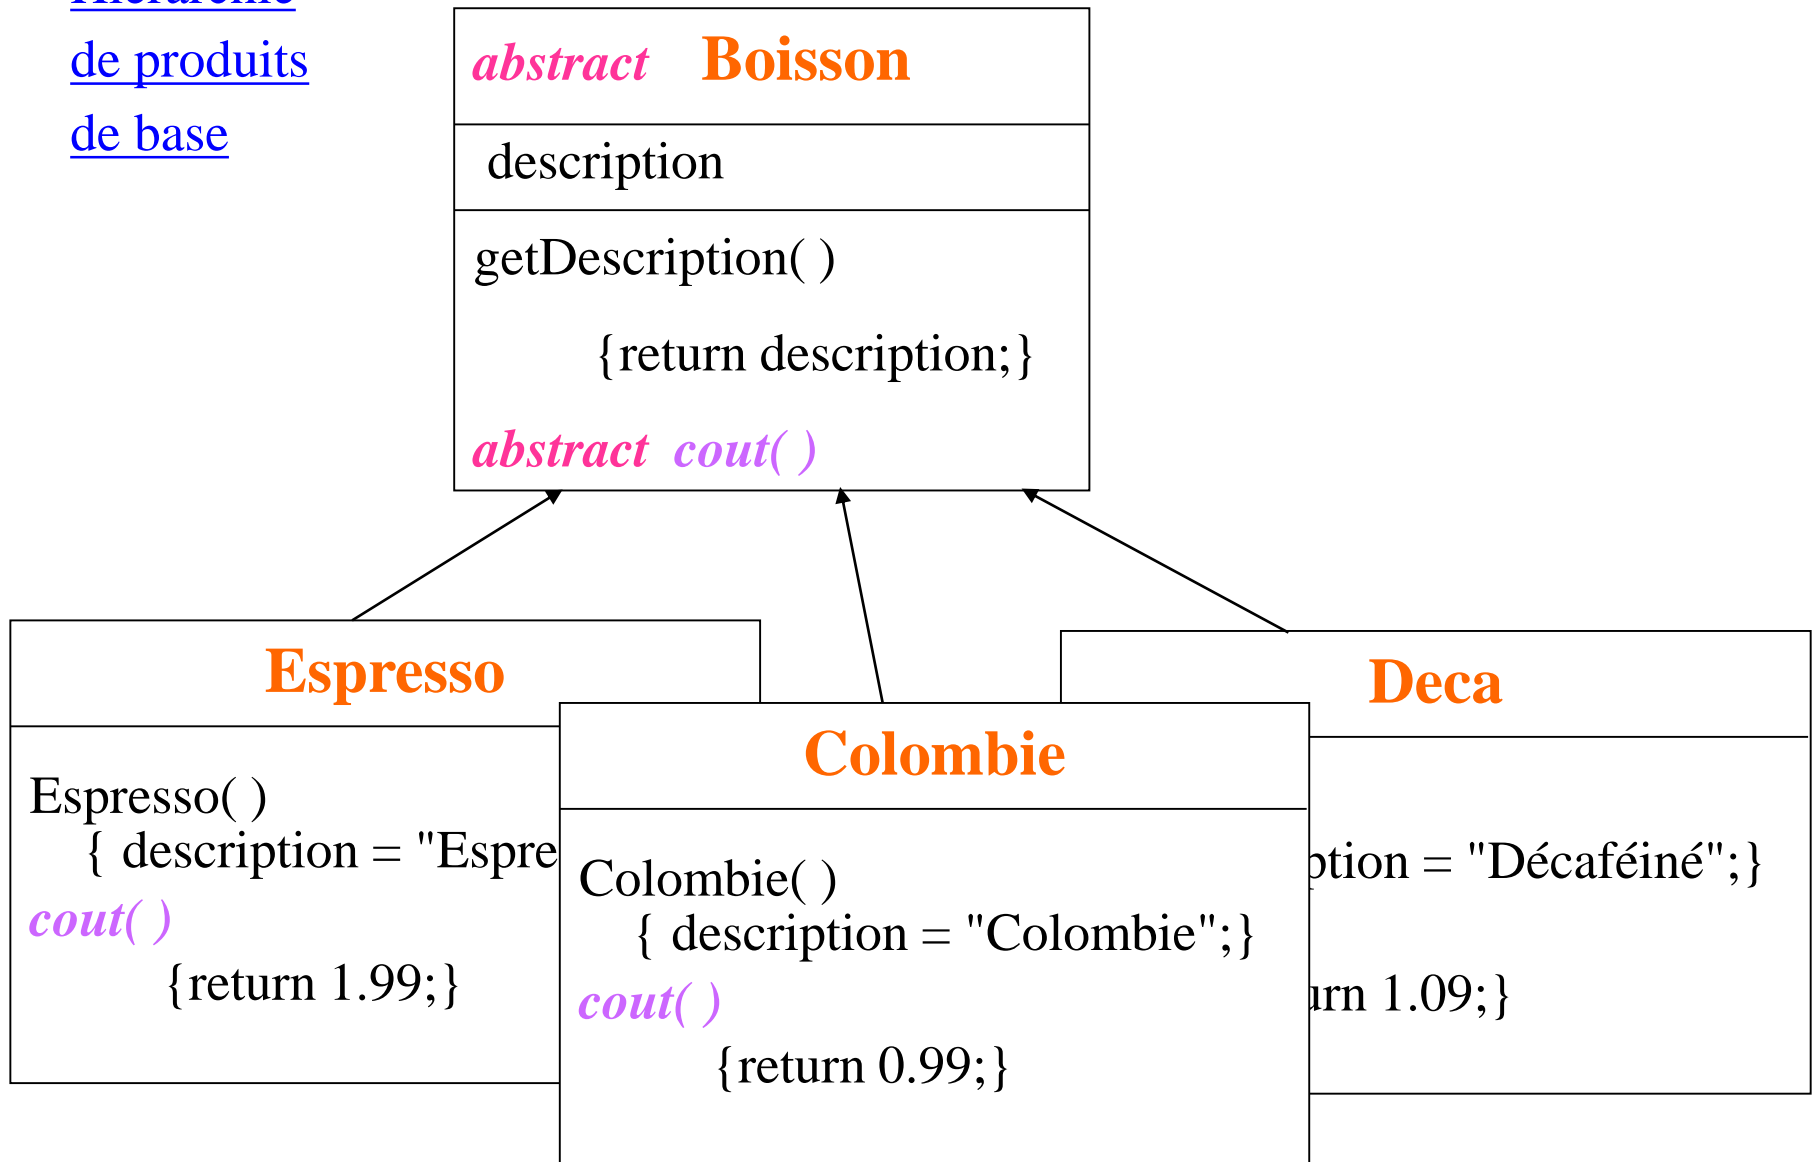 de produits
de base
abstract Boisson
description
getDescription( )
{return description;}
abstract cout( )
Espresso
Espresso( )
{ description = "Espre
cout( )
{return 1.99;}
Colombie
Colombie( )
{ description = "Colombie";}
cout( )
{return 0.99;}
Deca
ption = "Décaféiné";}
urn 1.09;}